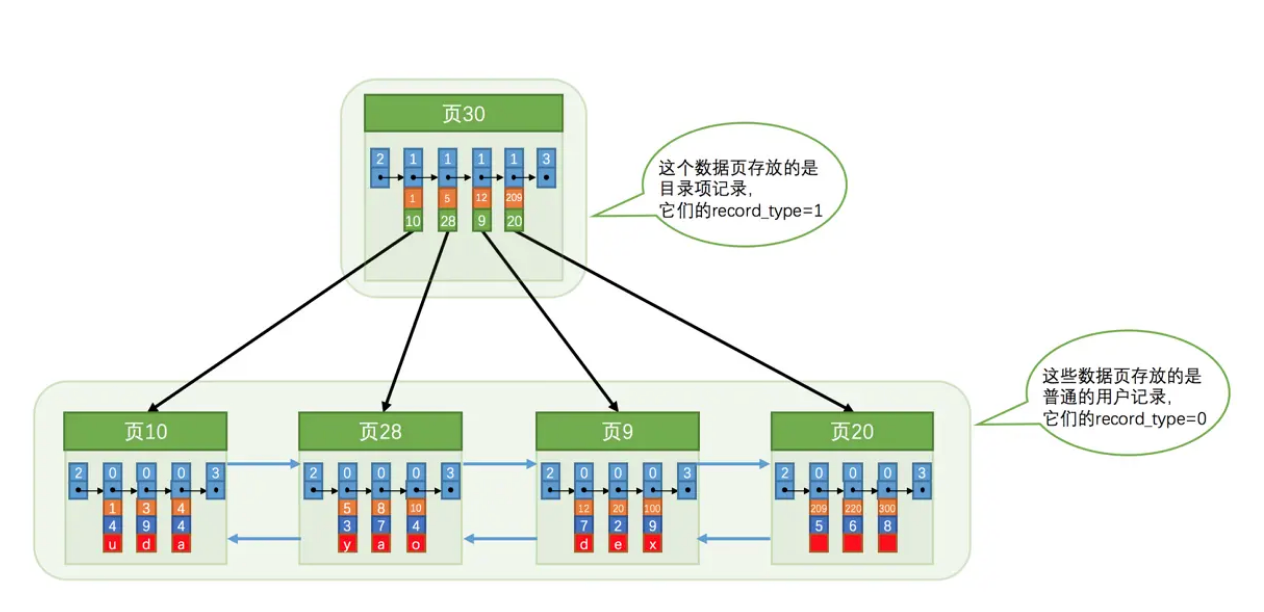 页30
2 1 1 1 1 3
1 5 12 209
10 28 9 20
这个数据页存放的是
目录项记录,
它们的record_type=1
这些数据页存放的是
普通的用户记录,
它们的record_type=0
页10
2 0 0 0 3
1 3 4
4 9 4
u d a
页28
2 0 0 0 3
5 8 10
3 7 4
y a o
页9
2 0 0 0 3
12 20 100
7 2 9
d e x
页20
2 0 0 0 3
209 220 300
5 6 8